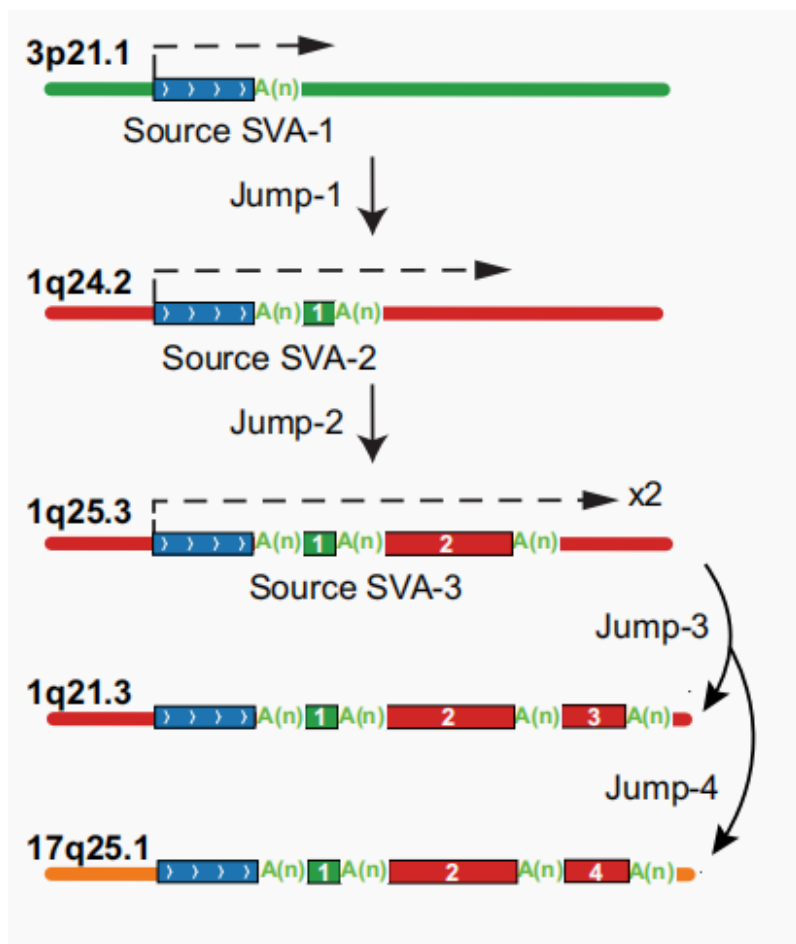 3p21.1
› › › › A(n)
Source SVA-1
Jump-1
1q24.2
› › › › A(n) 1 A(n)
Source SVA-2
Jump-2
x2
1q25.3
› › › › A(n) 1 A(n) 2 A(n)
Source SVA-3
Jump-3
1q21.3
› › › › A(n) 1 A(n) 2 A(n) 3 A(n)
Jump-4
17q25.1
› › › › A(n) 1 A(n) 2 A(n) 4 A(n)